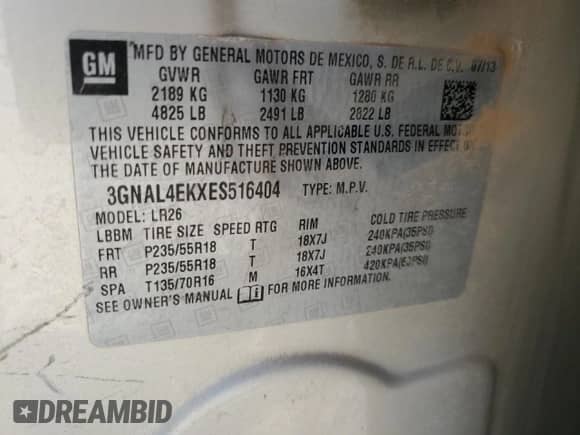 GM
MFD BY GENERAL MOTORS DE MEXICO, S. DE R.L. DE C.V. 07/13
GVWR GAWR FRT GAWR RR
2189 KG 1130 KG 1280 KG
4825 LB 2491 LB 2822 LB
THIS VEHICLE CONFORMS TO ALL APPLICABLE U.S. FEDERAL MOTOR
VEHICLE SAFETY AND THEFT PREVENTION STANDARDS IN EFFECT
THE DATE OF MANUFACTURE SHOWN ABOVE.
3GNAL4EKXES516404 TYPE: M.P.V.
MODEL: LR26
LBBM TIRE SIZE SPEED RTG RIM COLD TIRE PRESSURE
FRT P235/55R18 T 18X7J 240KPA(35PSI)
RR P235/55R18 T 18X7J 240KPA(35PSI)
SPA T135/70R16 M 16X4T 420KPA(62PSI)
SEE OWNER'S MANUAL FOR MORE INFORMATION.
DREAMBID